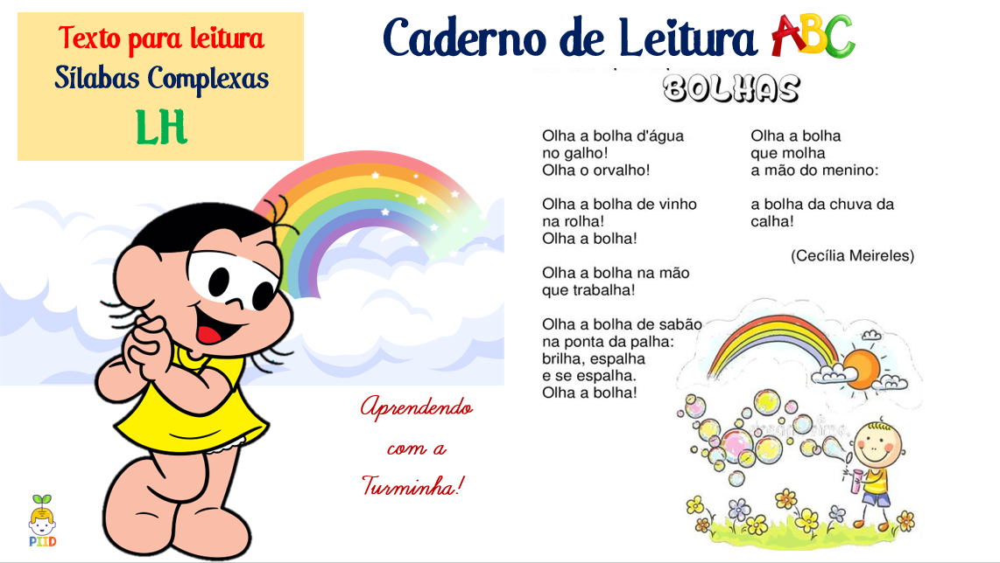 Texto para leitura
Sílabas Complexas
LH
Caderno de Leitura ABC
BOLHAS
Olha a bolha d'água
no galho!
Olha o orvalho!
Olha a bolha de vinho
na rolha!
Olha a bolha!
Olha a bolha na mão
que trabalha!
Olha a bolha de sabão
na ponta da palha:
brilha, espalha
e se espalha.
Olha a bolha!
Olha a bolha
que molha
a mão do menino:
a bolha da chuva da
calha!
(Cecília Meireles)
Aprendendo
com a
Turminha!
PIID